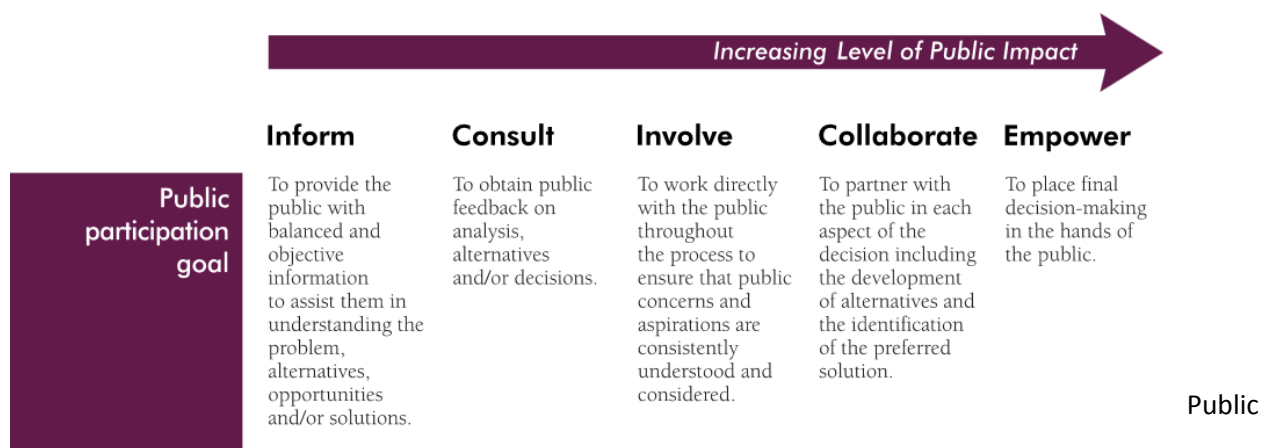 Increasing Level of Public Impact
Inform
Consult
Involve
Collaborate
Empower
Public
participation
goal
To provide the
public with
balanced and
objective
information
to assist them in
understanding the
problem,
alternatives,
opportunities
and/or solutions.
To obtain public
feedback on
analysis,
alternatives
and/or decisions.
To work directly
with the public
throughout
the process to
ensure that public
concerns and
aspirations are
consistently
understood and
considered.
To partner with
the public in each
aspect of the
decision including
the development
of alternatives and
the identification
of the preferred
solution.
To place final
decision-making
in the hands of
the public.
Public